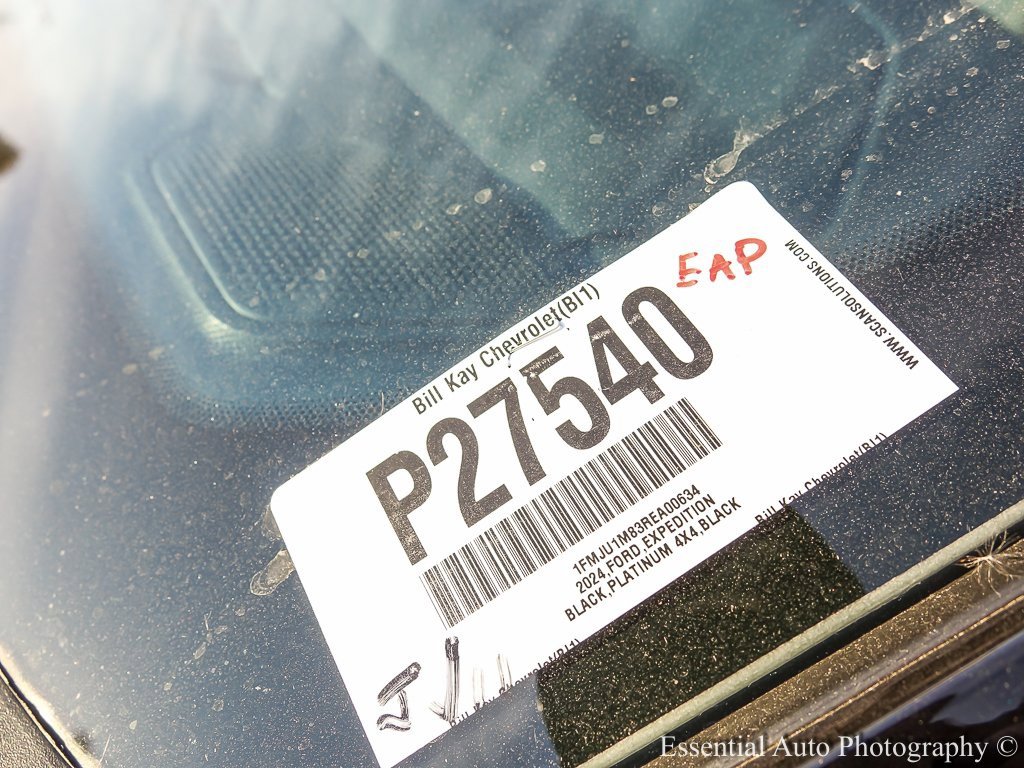 EAP
Bill Kay Chevrolet(BI1)
P27540
1FMJU1M83REA00634
2024,FORD,EXPEDITION
BLACK,PLATINUM 4X4,BLACK
WWW.SCANSOLUTIONS.COM
Bill Kay Chevrolet(BI1)
Essential Auto Photography ©